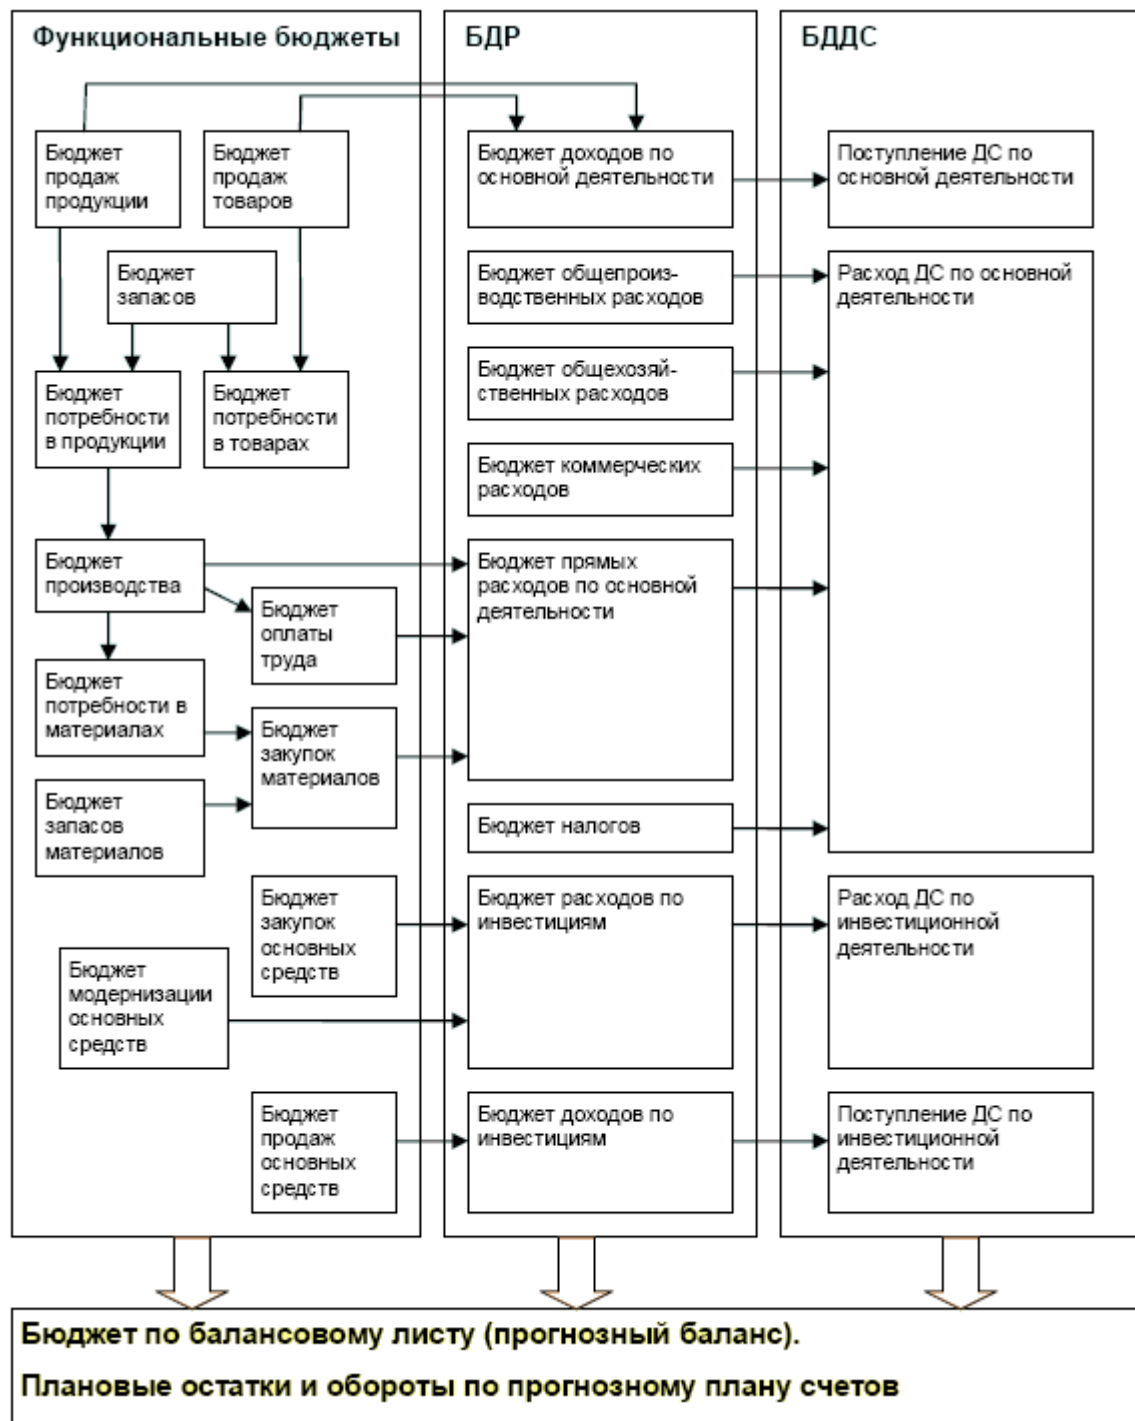 Функциональные бюджеты
БДР
БДДС
Бюджет
продаж
продукции
Бюджет
продаж
товаров
Бюджет доходов по
основной деятельности
Поступление ДС по
основной деятельности
Бюджет
запасов
Бюджет общепроиз-
водственных расходов
Расход ДС по основной
деятельности
Бюджет
потребности
в продукции
Бюджет
потребности
в товарах
Бюджет общехозяй-
ственных расходов
Бюджет коммерческих
расходов
Бюджет
производства
Бюджет прямых
расходов по основной
деятельности
Бюджет
оплаты
труда
Бюджет
потребности в
материалах
Бюджет
закупок
материалов
Бюджет
запасов
материалов
Бюджет налогов
Бюджет
закупок
основных
средств
Бюджет расходов по
инвестициям
Расход ДС по
инвестиционной
деятельности
Бюджет
модернизации
основных
средств
Бюджет
продаж
основных
средств
Бюджет доходов по
инвестициям
Поступление ДС по
инвестиционной
деятельности
Бюджет по балансовому листу (прогнозный баланс).
Плановые остатки и обороты по прогнозному плану счетов